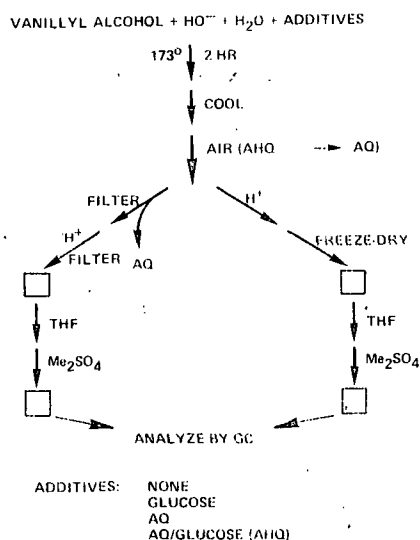 VANILLYL ALCOHOL + HO⁻ + H₂O + ADDITIVES
173° 2 HR
COOL
AIR (AHQ → AQ)
FILTER
H⁺
H⁺
FILTER
AQ
FREEZE-DRY
THF
THF
Me₂SO₄
Me₂SO₄
ANALYZE BY GC
ADDITIVES: NONE
GLUCOSE
AQ
AQ/GLUCOSE (AHQ)